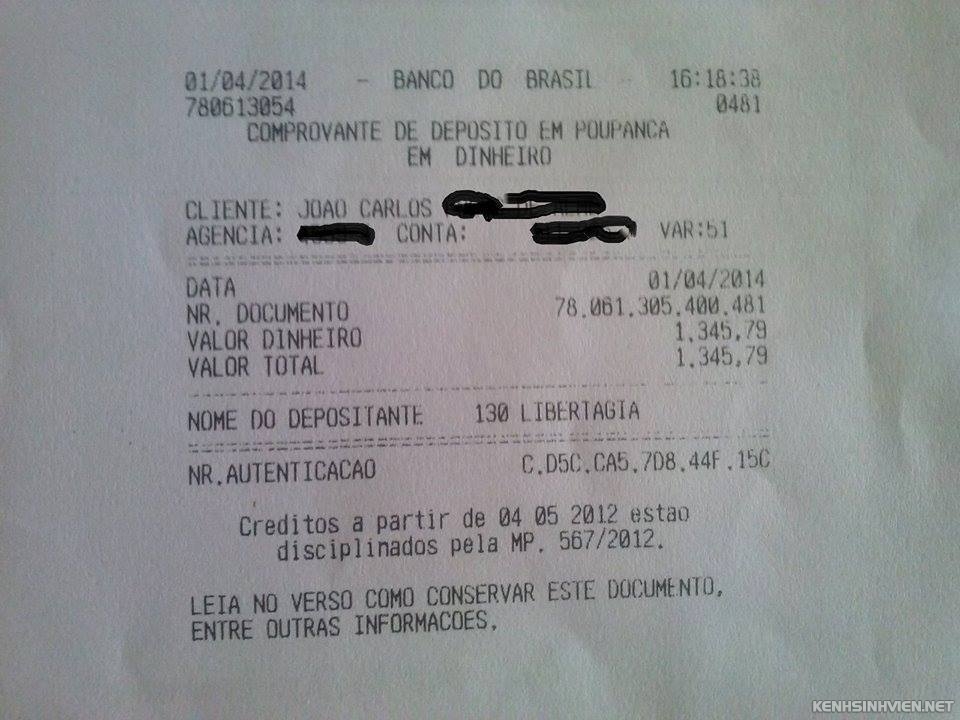 01/04/2014 - BANCO DO BRASIL - 16:18:38
780613054 0481
COMPROVANTE DE DEPOSITO EM POUPANCA
EM DINHEIRO
CLIENTE: JOAO CARLOS
AGENCIA: CONTA: VAR:51
DATA 01/04/2014
NR. DOCUMENTO 78.061.305.400.481
VALOR DINHEIRO 1.345,79
VALOR TOTAL 1.345,79
NOME DO DEPOSITANTE 130 LIBERTAGIA
NR.AUTENTICACAO C.D5C.CA5.7D8.44F.15C
Creditos a partir de 04 05 2012 estao
disciplinados pela MP. 567/2012.
LEIA NO VERSO COMO CONSERVAR ESTE DOCUMENTO,
ENTRE OUTRAS INFORMACOES.
KENHSINHVIEN.NET